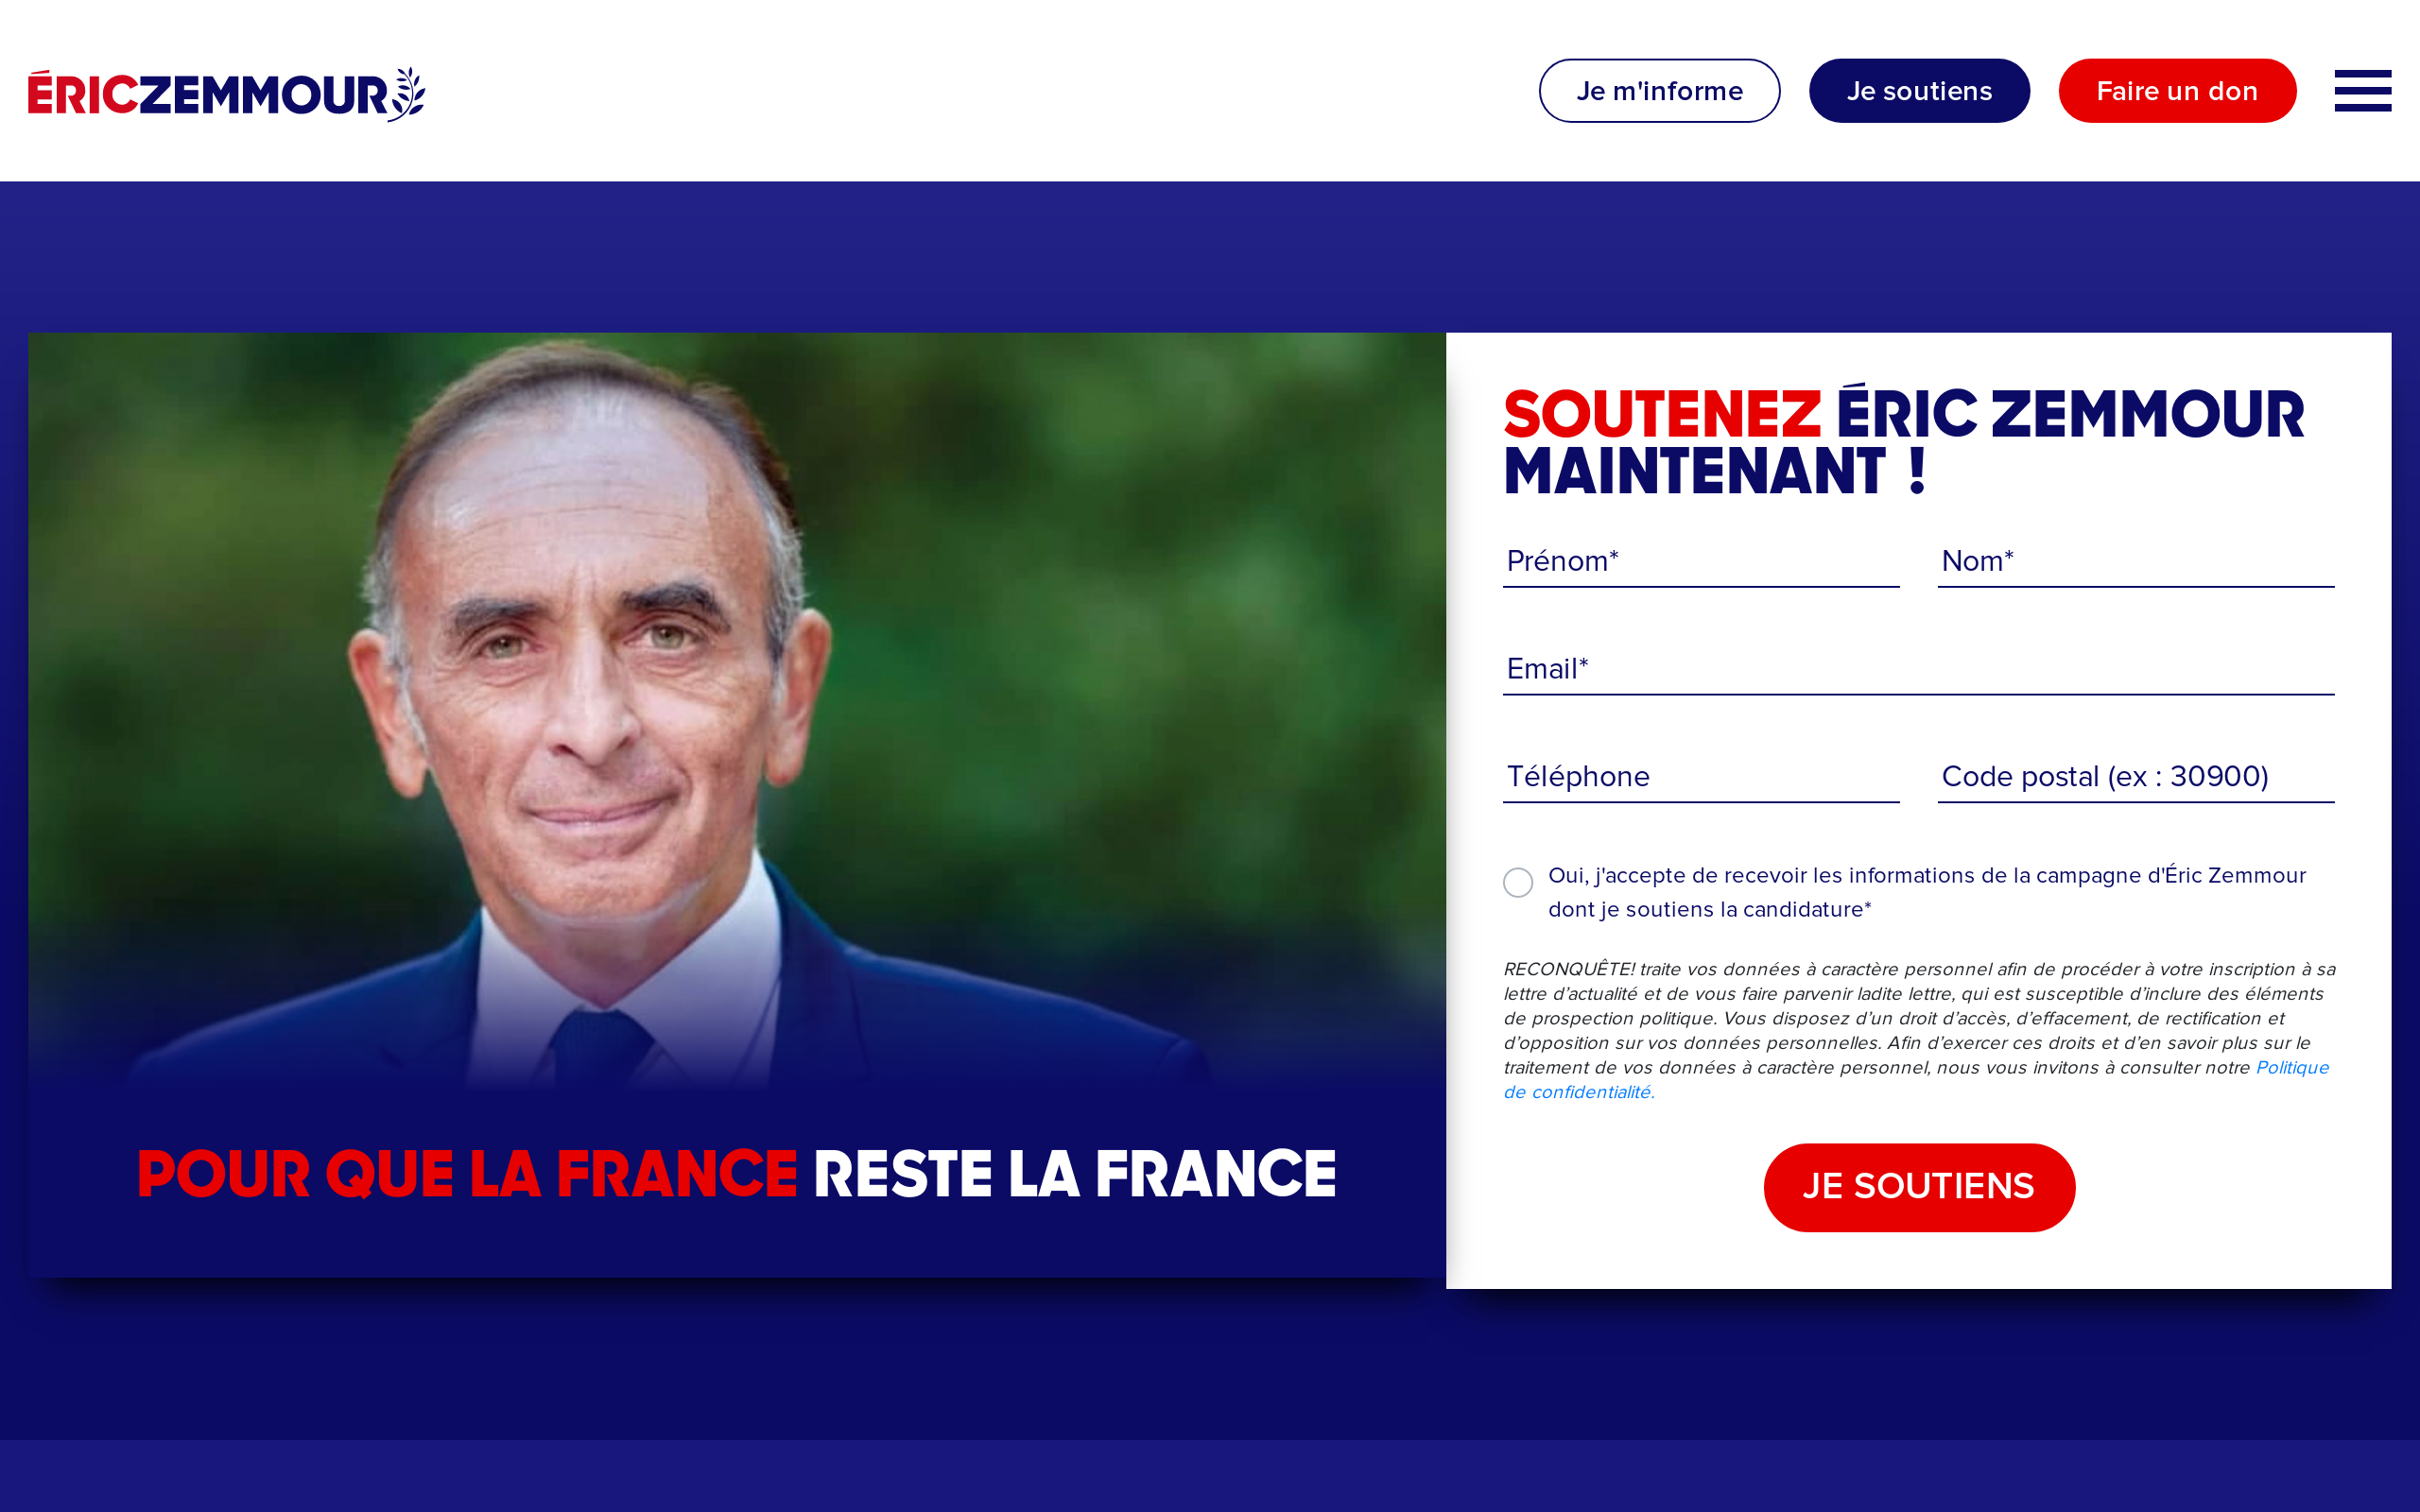 ÉRICZEMMOUR
Je m'informe
Je soutiens
Faire un don
POUR QUE LA FRANCE RESTE LA FRANCE
SOUTENEZ ÉRIC ZEMMOUR
MAINTENANT !
Prénom*
Nom*
Email*
Téléphone
Code postal (ex : 30900)
Oui, j'accepte de recevoir les informations de la campagne d'Éric Zemmour
dont je soutiens la candidature*
RECONQUÊTE! traite vos données à caractère personnel afin de procéder à votre inscription à sa
lettre d’actualité et de vous faire parvenir ladite lettre, qui est susceptible d’inclure des éléments
de prospection politique. Vous disposez d’un droit d’accès, d’effacement, de rectification et
d’opposition sur vos données personnelles. Afin d’exercer ces droits et d’en savoir plus sur le
traitement de vos données à caractère personnel, nous vous invitons à consulter notre Politique
de confidentialité.
JE SOUTIENS